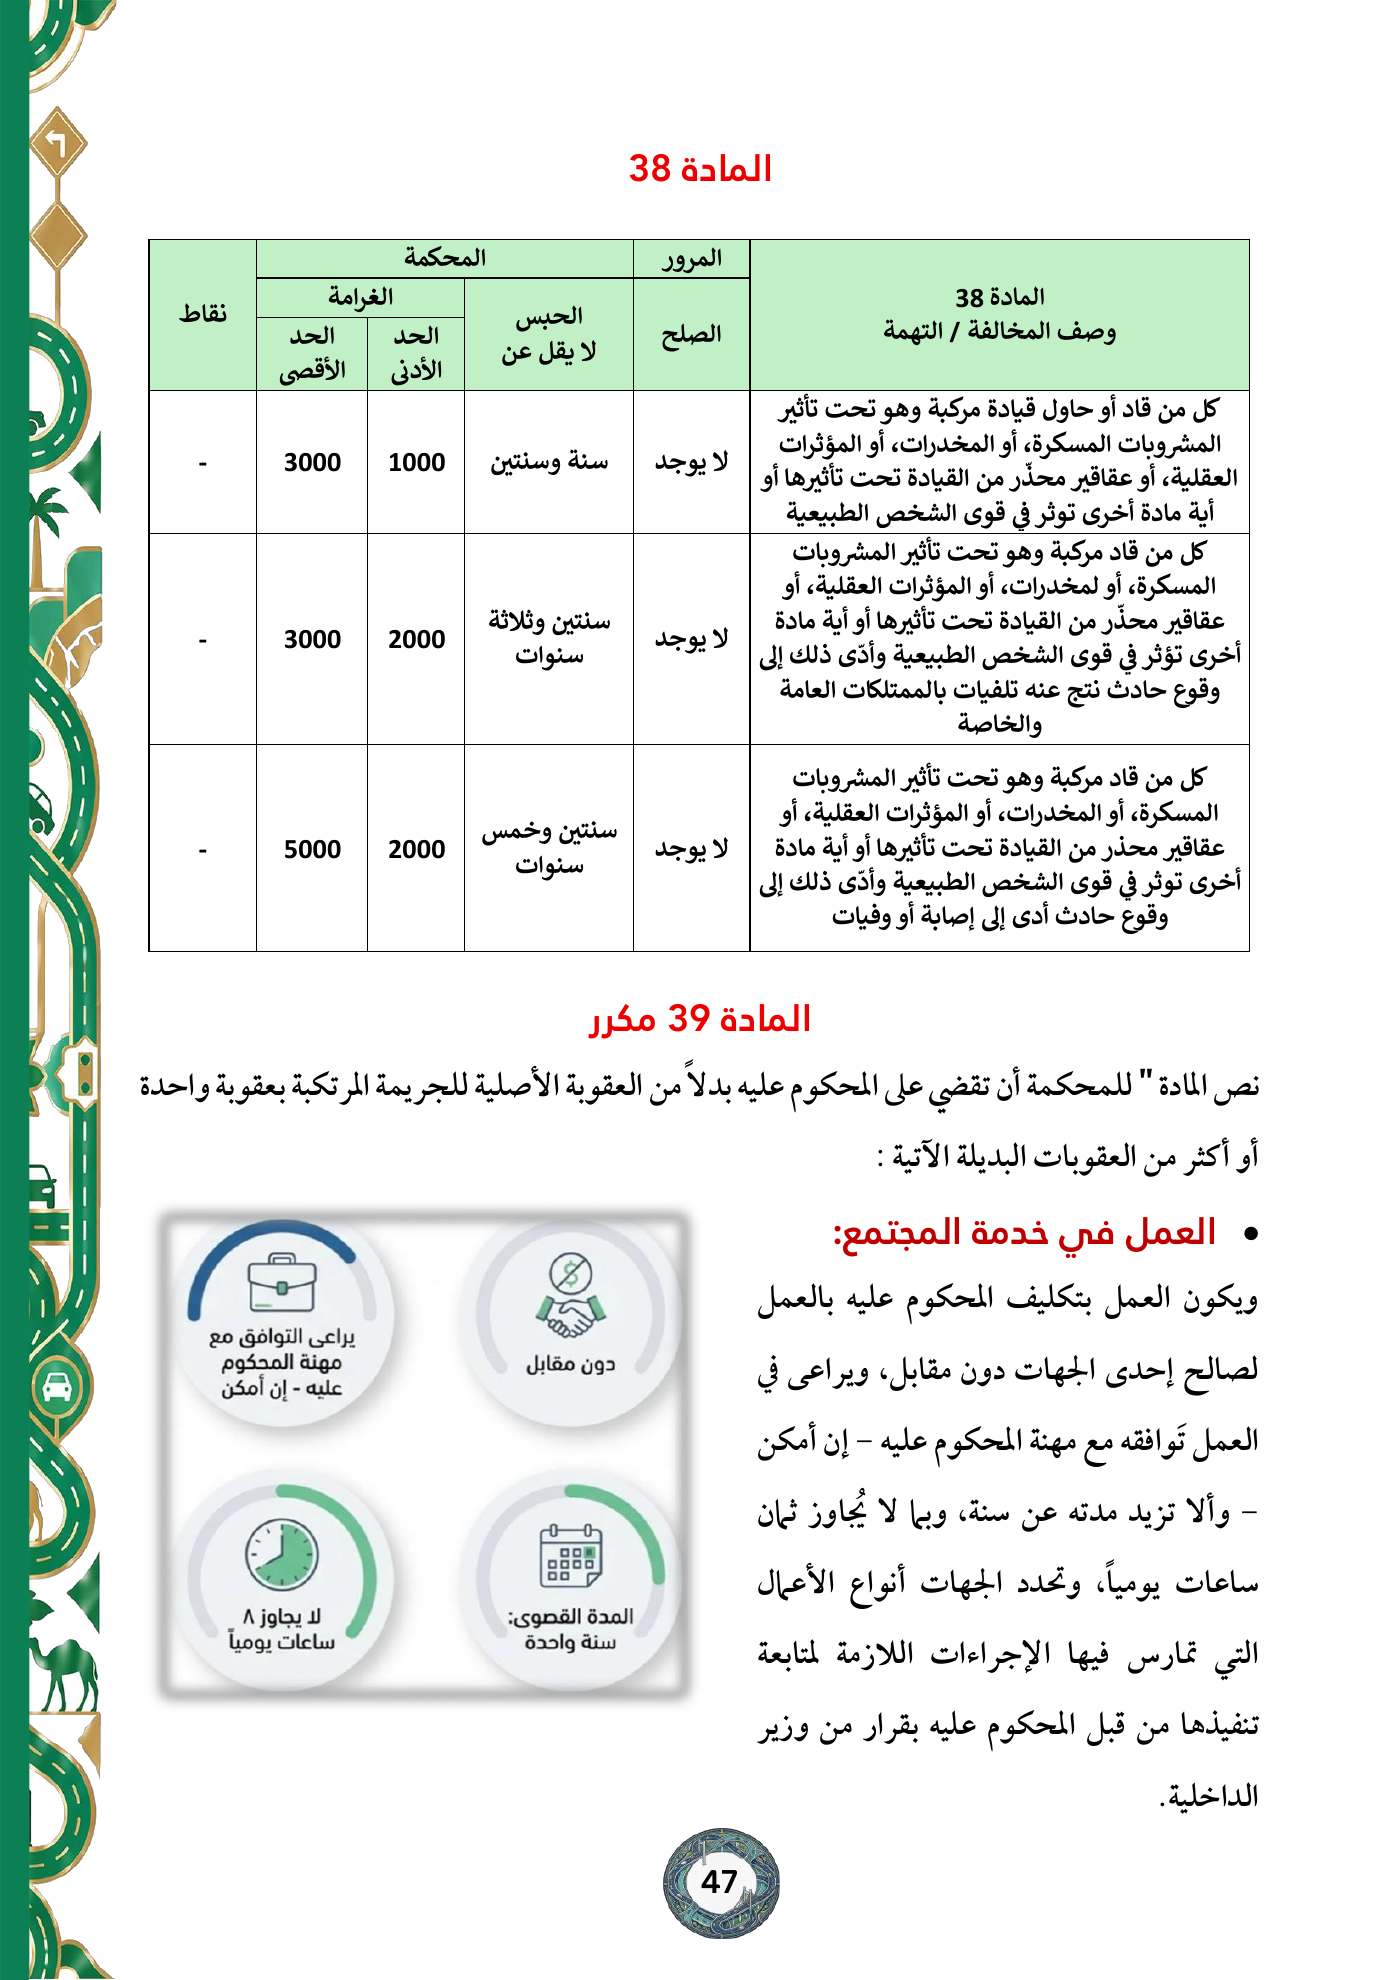 المادة 38
المادة 38
وصف المخالفة / التهمة
المرور
المحكمة
نقاط
الصلح
الحبس
لا يقل عن
الغرامة
الحد
الأدنى
الحد
الأقصى
كل من قاد أو حاول قيادة مركبة وهو تحت تأثير
المشروبات المسكرة، أو المخدرات، أو المؤثرات
العقلية، أو عقاقير محذّر من القيادة تحت تأثيرها أو
أية مادة أخرى توثر في قوى الشخص الطبيعية
لا يوجد
سنة وسنتين
1000
3000
-
كل من قاد مركبة وهو تحت تأثير المشروبات
المسكرة، أو لمخدرات، أو المؤثرات العقلية، أو
عقاقير محذّر من القيادة تحت تأثيرها أو أية مادة
أخرى تؤثر في قوى الشخص الطبيعية وأدّى ذلك إلى
وقوع حادث نتج عنه تلفيات بالممتلكات العامة
والخاصة
لا يوجد
سنتين وثلاثة
سنوات
2000
3000
-
كل من قاد مركبة وهو تحت تأثير المشروبات
المسكرة، أو المخدرات، أو المؤثرات العقلية، أو
عقاقير محذر من القيادة تحت تأثيرها أو أية مادة
أخرى توثر في قوى الشخص الطبيعية وأدّى ذلك إلى
وقوع حادث أدى إلى إصابة أو وفيات
لا يوجد
سنتين وخمس
سنوات
2000
5000
-
المادة 39 مكرر
نص المادة " للمحكمة أن تقضي على المحكوم عليه بدلاً من العقوبة الأصلية للجريمة المرتكبة بعقوبة واحدة
أو أكثر من العقوبات البديلة الآتية :
• العمل في خدمة المجتمع:
ويكون العمل بتكليف المحكوم عليه بالعمل
لصالح إحدى الجهات دون مقابل، ويراعى في
العمل تَوافقه مع مهنة المحكوم عليه – إن أمكن
– وألا تزيد مدته عن سنة، وبما لا يُجاوز ثمان
ساعات يومياً، وتحدد الجهات أنواع الأعمال
التي تمارس فيها الإجراءات اللازمة لمتابعة
تنفيذها من قبل المحكوم عليه بقرار من وزير
الداخلية.
دون مقابل
يراعى التوافق مع
مهنة المحكوم
عليه - إن أمكن
المدة القصوى:
سنة واحدة
لا يجاوز ٨
ساعات يومياً
47